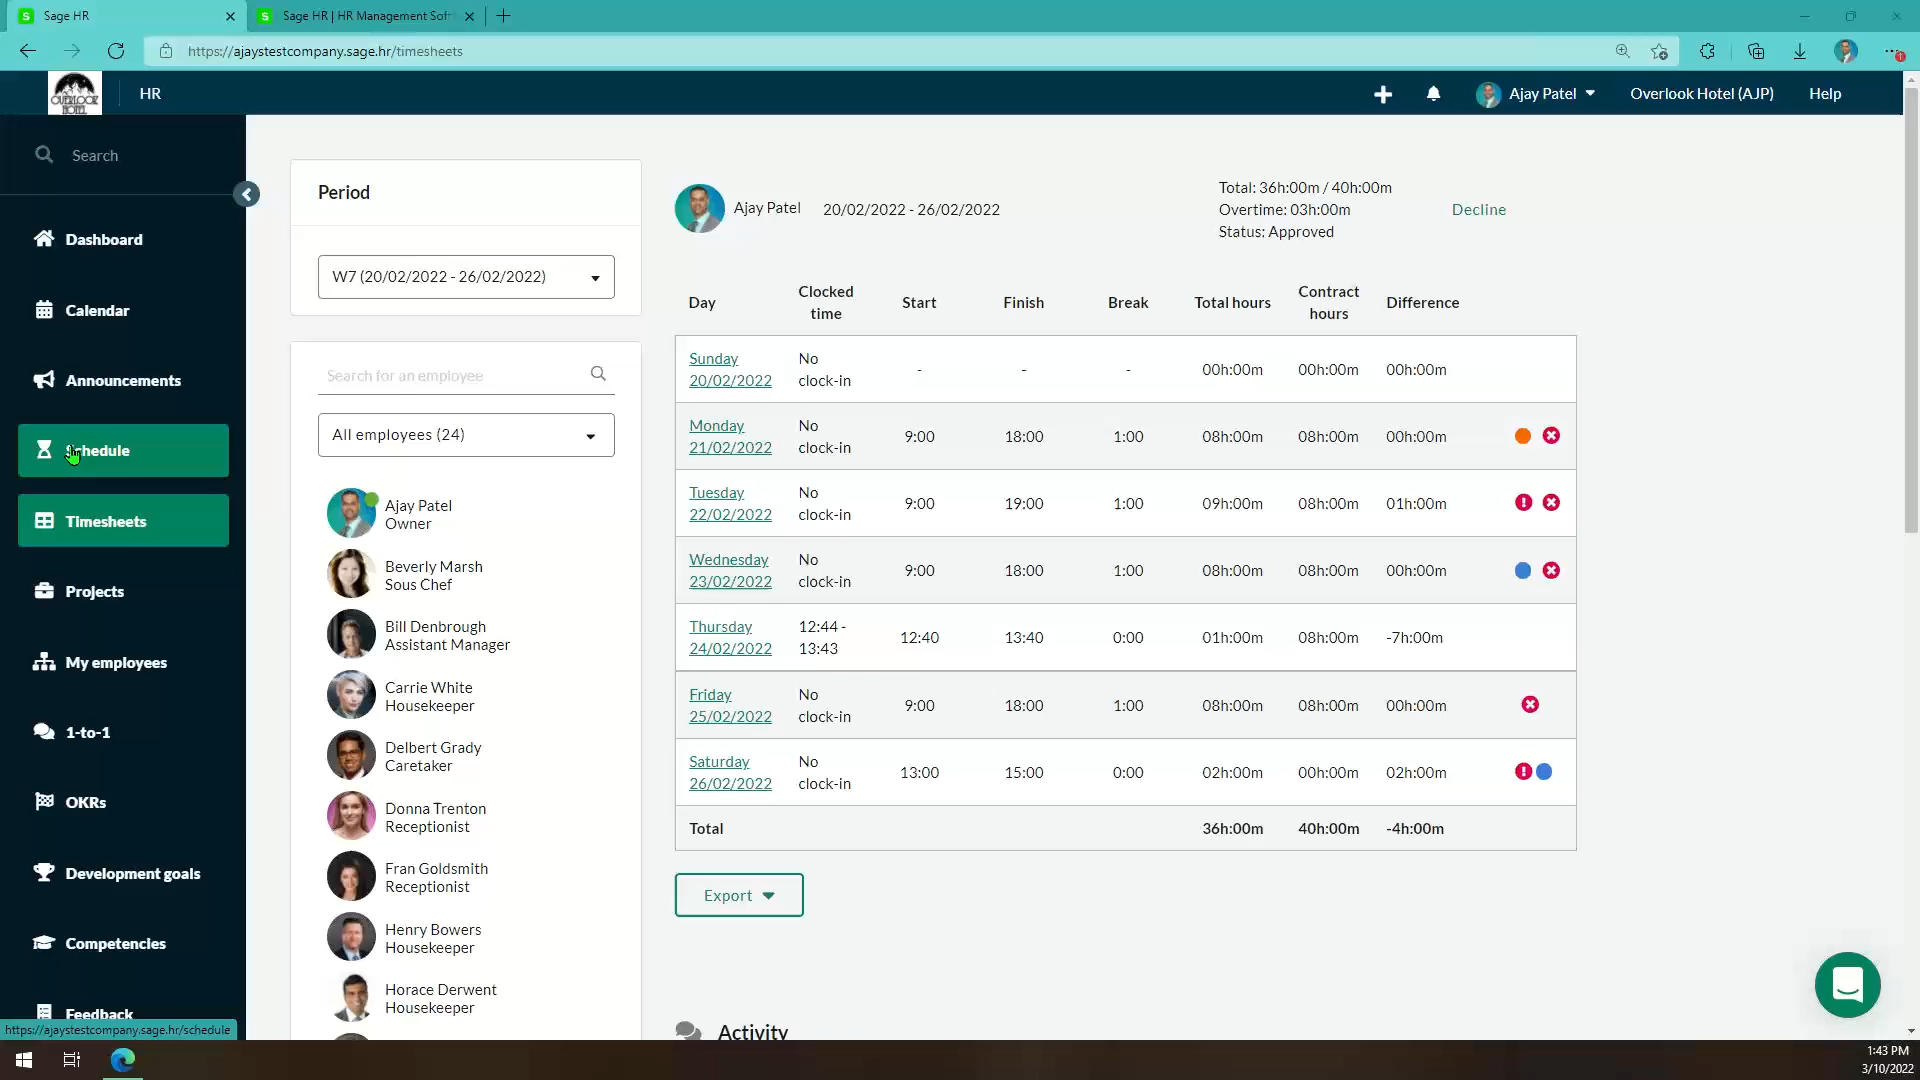 Sage HR
Sage HR | HR Management Soft
https://ajaystestcompany.sage.hr/timesheets
OVERLOOK
HOTEL
HR
Ajay Patel
Overlook Hotel (AJP)
Help
Search
Dashboard
Calendar
Announcements
Schedule
Timesheets
Projects
My employees
1-to-1
OKRs
Development goals
Competencies
Feedback
https://ajaystestcompany.sage.hr/schedule
Period
W7 (20/02/2022 - 26/02/2022)
Search for an employee
All employees (24)
Ajay Patel
Owner
Beverly Marsh
Sous Chef
Bill Denbrough
Assistant Manager
Carrie White
Housekeeper
Delbert Grady
Caretaker
Donna Trenton
Receptionist
Fran Goldsmith
Receptionist
Henry Bowers
Housekeeper
Horace Derwent
Housekeeper
Ajay Patel 20/02/2022 - 26/02/2022
Total: 36h:00m / 40h:00m
Overtime: 03h:00m
Status: Approved
Decline
Day Clocked time Start Finish Break Total hours Contract hours Difference
Sunday 20/02/2022 No clock-in - - - 00h:00m 00h:00m 00h:00m
Monday 21/02/2022 No clock-in 9:00 18:00 1:00 08h:00m 08h:00m 00h:00m
Tuesday 22/02/2022 No clock-in 9:00 19:00 1:00 09h:00m 08h:00m 01h:00m
Wednesday 23/02/2022 No clock-in 9:00 18:00 1:00 08h:00m 08h:00m 00h:00m
Thursday 24/02/2022 12:44 - 13:43 12:40 13:40 0:00 01h:00m 08h:00m -7h:00m
Friday 25/02/2022 No clock-in 9:00 18:00 1:00 08h:00m 08h:00m 00h:00m
Saturday 26/02/2022 No clock-in 13:00 15:00 0:00 02h:00m 00h:00m 02h:00m
Total 36h:00m 40h:00m -4h:00m
Export
Activity
1:43 PM
3/10/2022